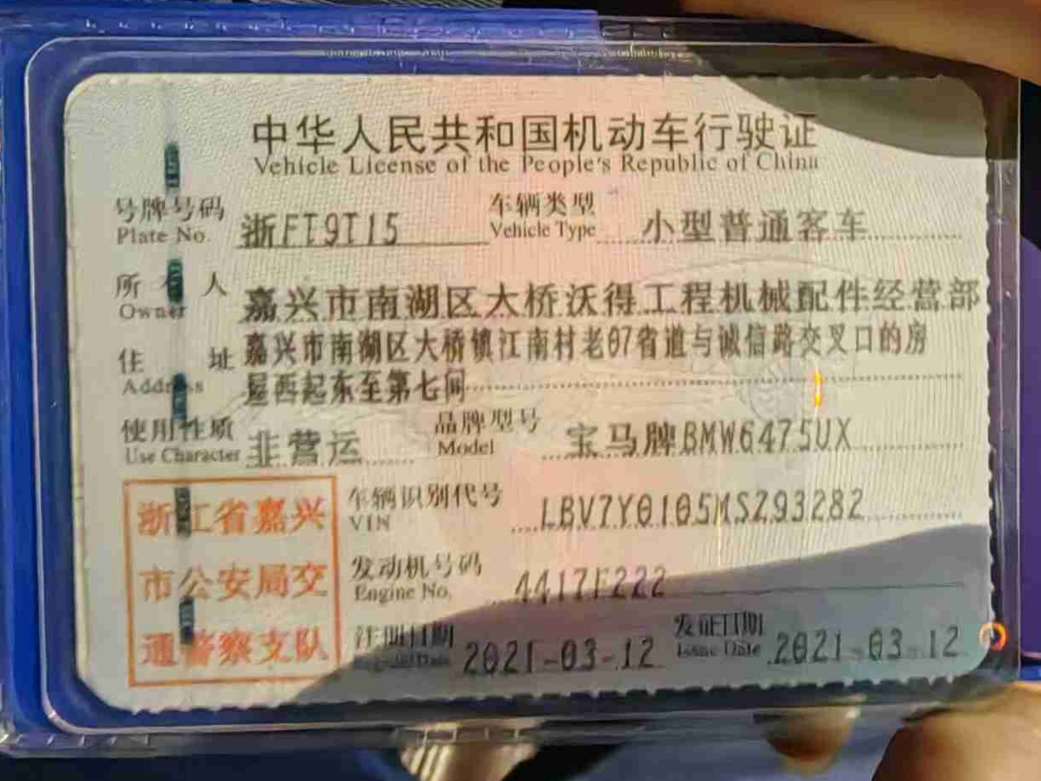 中华人民共和国机动车行驶证
Vehicle License of the People's Republic of China
号牌号码 浙FT9T15 车辆类型 小型普通客车
Plate No. Vehicle Type
所有人 嘉兴市南湖区大桥沃得工程机械配件经营部
Owner
住址 嘉兴市南湖区大桥镇江南村老07省道与诚信路交叉口的房
Address 屋西起东至第七间
使用性质 非营运 品牌型号 宝马牌BMW6475UX
Use Character Model
浙江省嘉兴
市公安局交
通警察支队
车辆识别代号 LBV7Y0105MSZ93282
VIN
发动机号码 4417F222
Engine No.
注册日期 2021-03-12 发证日期 2021-03-12
Register Date Issue Date